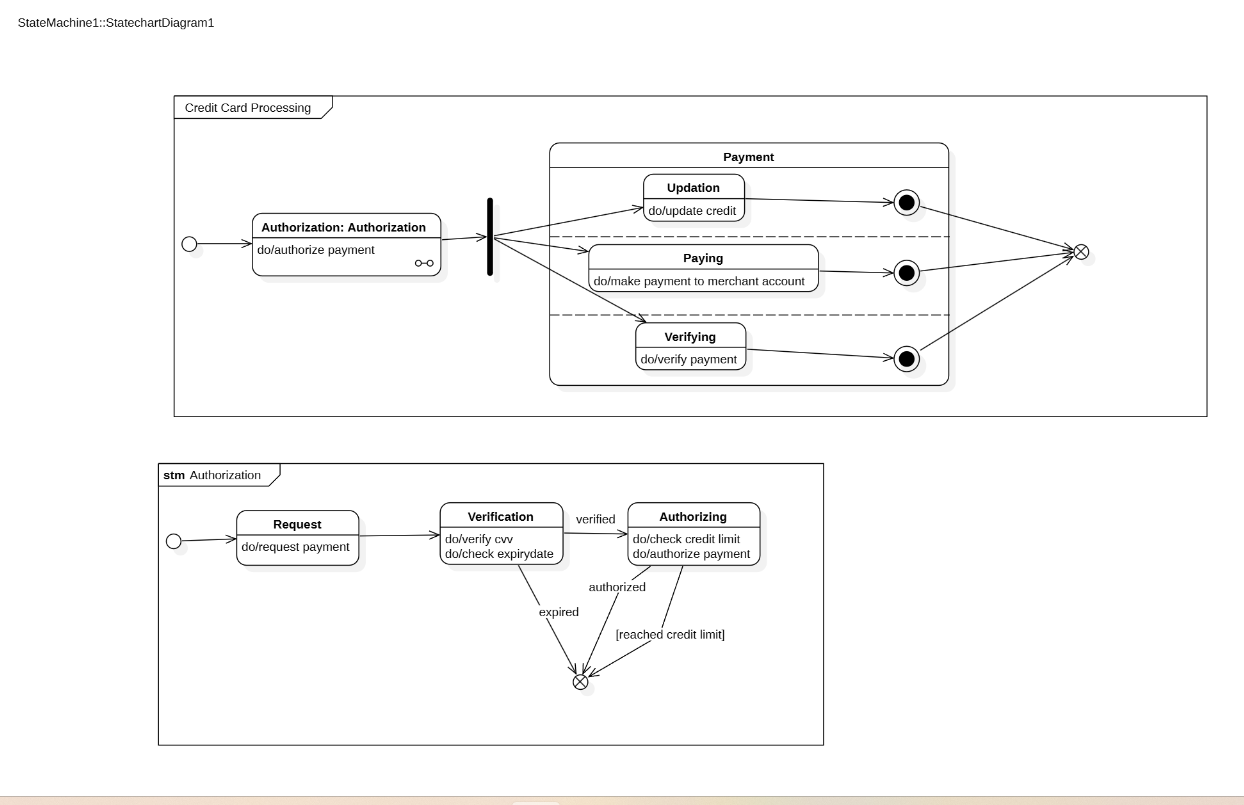 StateMachine1::StatechartDiagram1
Credit Card Processing
Payment
Updation
do/update credit
Authorization: Authorization
do/authorize payment
Paying
do/make payment to merchant account
Verifying
do/verify payment
stm Authorization
Request
do/request payment
Verification
do/verify cvv
do/check expirydate
verified
Authorizing
do/check credit limit
do/authorize payment
authorized
expired
[reached credit limit]